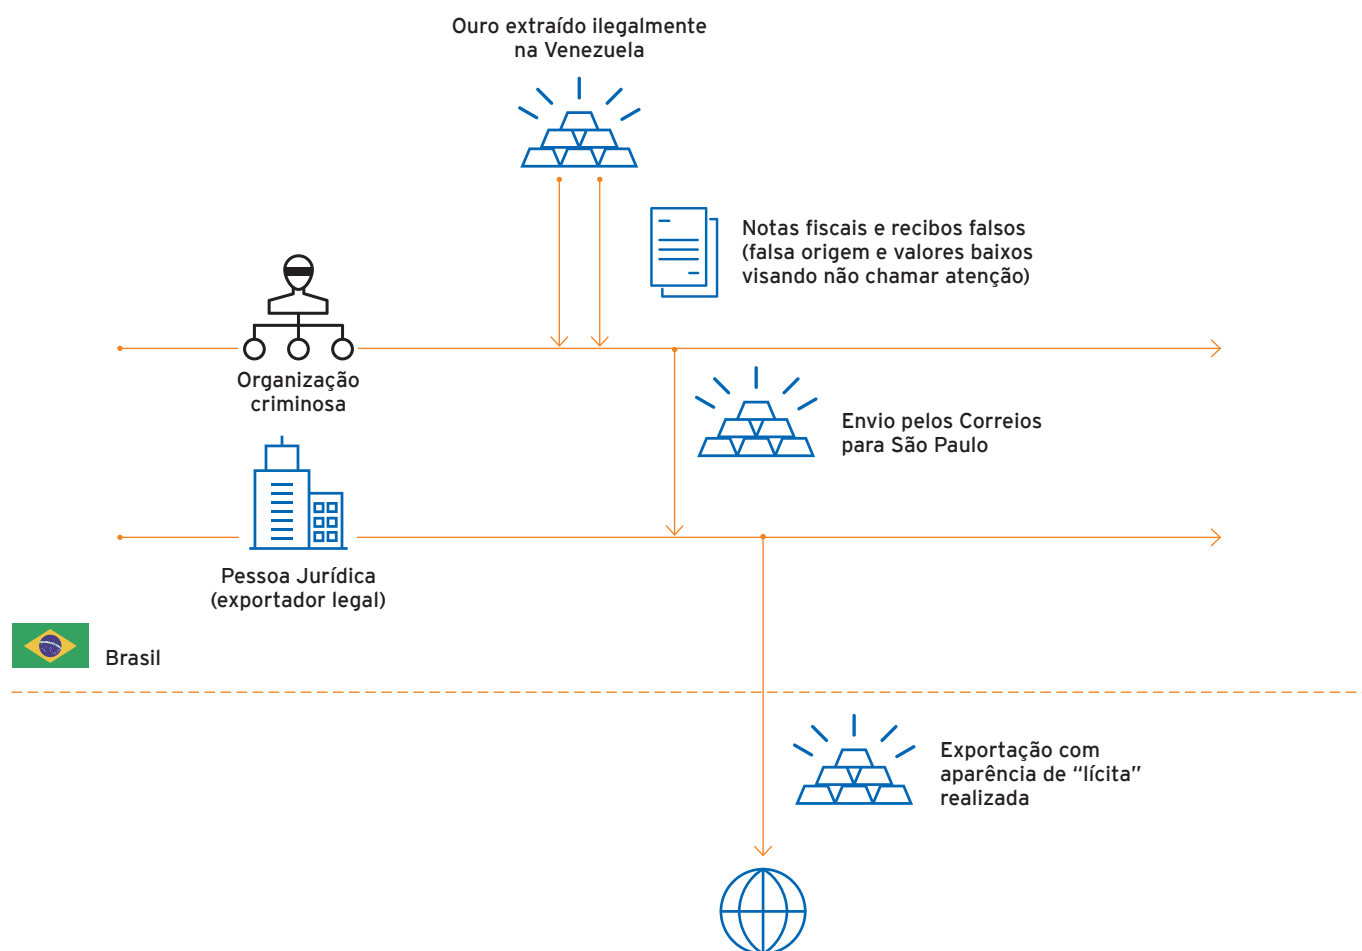 Ouro extraído ilegalmente
na Venezuela
Notas fiscais e recibos falsos
(falsa origem e valores baixos
visando não chamar atenção)
Organização
criminosa
Envio pelos Correios
para São Paulo
Pessoa Jurídica
(exportador legal)
Brasil
Exportação com
aparência de “lícita”
realizada